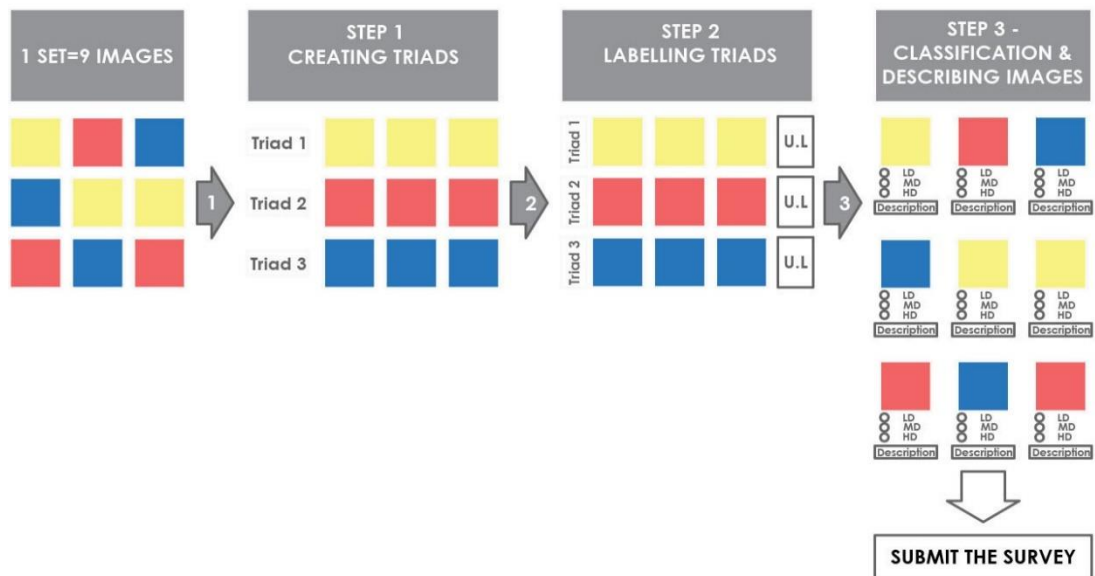 1 SET=9 IMAGES
STEP 1
CREATING TRIADS
STEP 2
LABELLING TRIADS
STEP 3 -
CLASSIFICATION &
DESCRIBING IMAGES
1
Triad 1
Triad 2
Triad 3
2
Triad 1
U.L
Triad 2
U.L
Triad 3
U.L
3
LD
MD
HD
Description
LD
MD
HD
Description
LD
MD
HD
Description
LD
MD
HD
Description
LD
MD
HD
Description
LD
MD
HD
Description
LD
MD
HD
Description
LD
MD
HD
Description
LD
MD
HD
Description
SUBMIT THE SURVEY